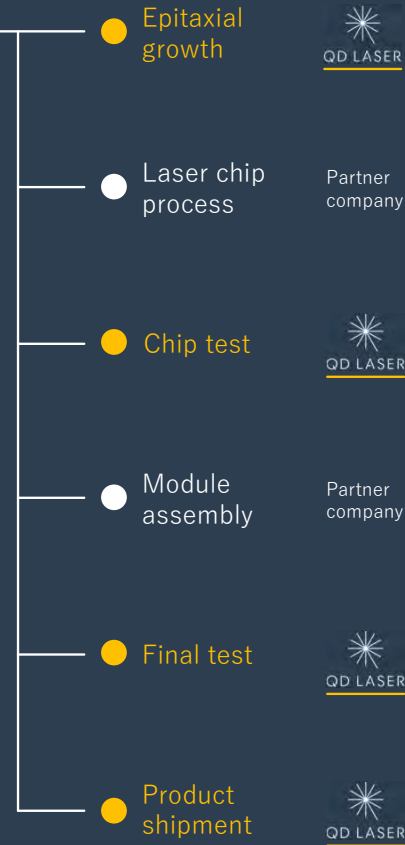 Epitaxial
growth
QD LASER
Laser chip
process
Partner
company
Chip test
QD LASER
Module
assembly
Partner
company
Final test
QD LASER
Product
shipment
QD LASER